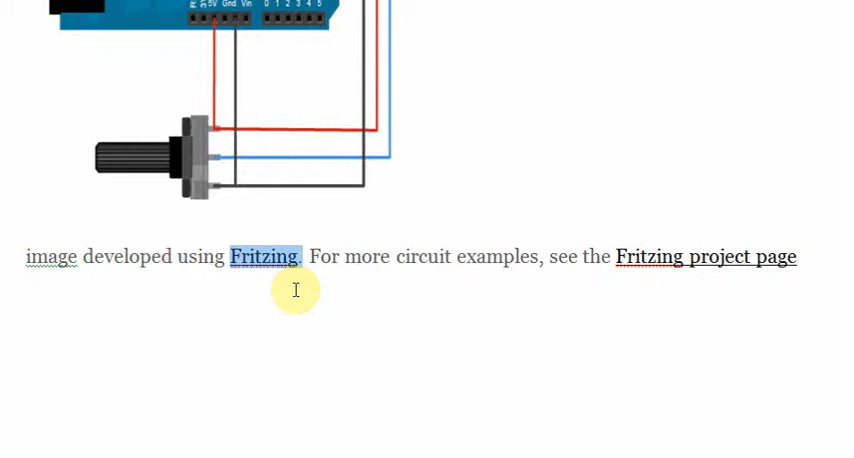 5V Gnd Vin 0 1 2 3 4 5
image developed using Fritzing. For more circuit examples, see the Fritzing project page